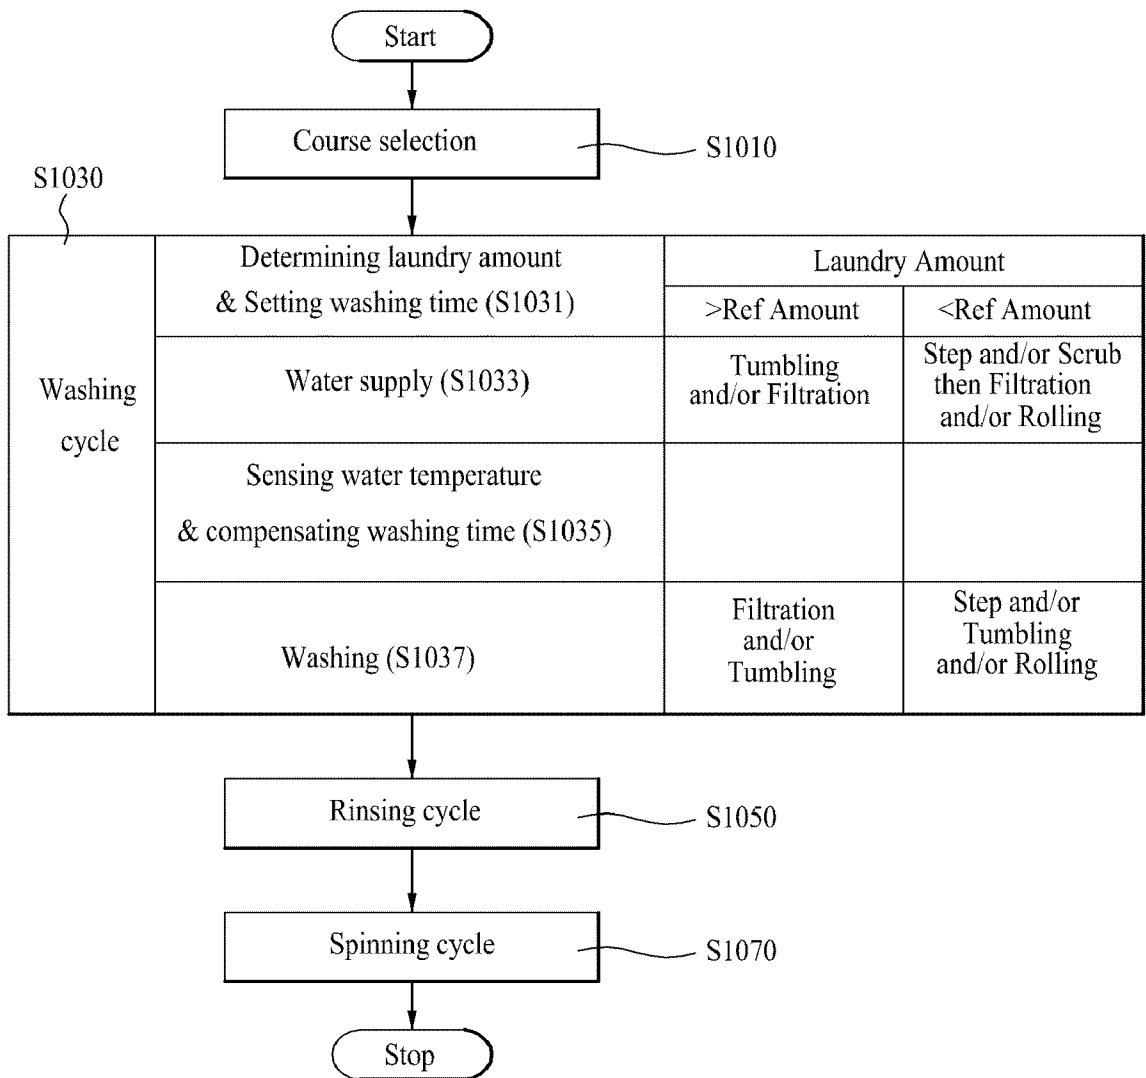 Start
Course selection
S1010
S1030
Washing
cycle
Determining laundry amount
& Setting washing time (S1031)
Laundry Amount
>Ref Amount
<Ref Amount
Water supply (S1033)
Tumbling
and/or Filtration
Step and/or Scrub
then Filtration
and/or Rolling
Sensing water temperature
& compensating washing time (S1035)
Washing (S1037)
Filtration
and/or
Tumbling
Step and/or
Tumbling
and/or Rolling
Rinsing cycle
S1050
Spinning cycle
S1070
Stop